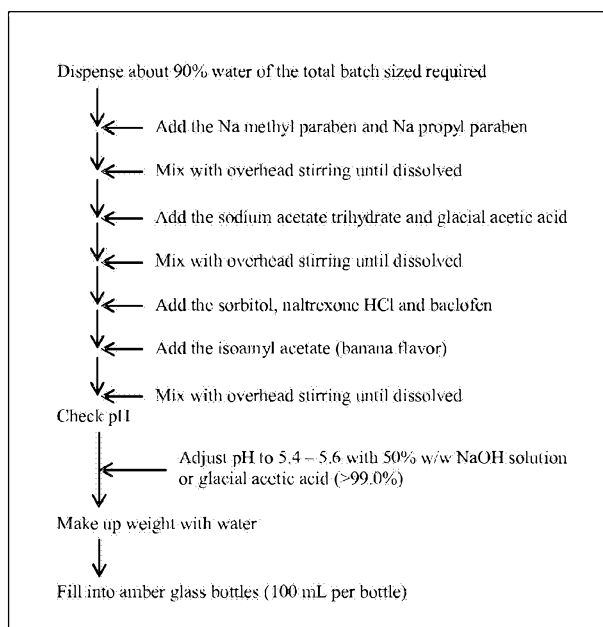 Dispense about 90% water of the total batch sized required
Add the Na methyl paraben and Na propyl paraben
Mix with overhead stirring until dissolved
Add the sodium acetate trihydrate and glacial acetic acid
Mix with overhead stirring until dissolved
Add the sorbitol, naltrexone HCl and baclofen
Add the isoamyl acetate (banana flavor)
Mix with overhead stirring until dissolved
Check pH
Adjust pH to 5.4 – 5.6 with 50% w/w NaOH solution
or glacial acetic acid (>99.0%)
Make up weight with water
Fill into amber glass bottles (100 mL per bottle)